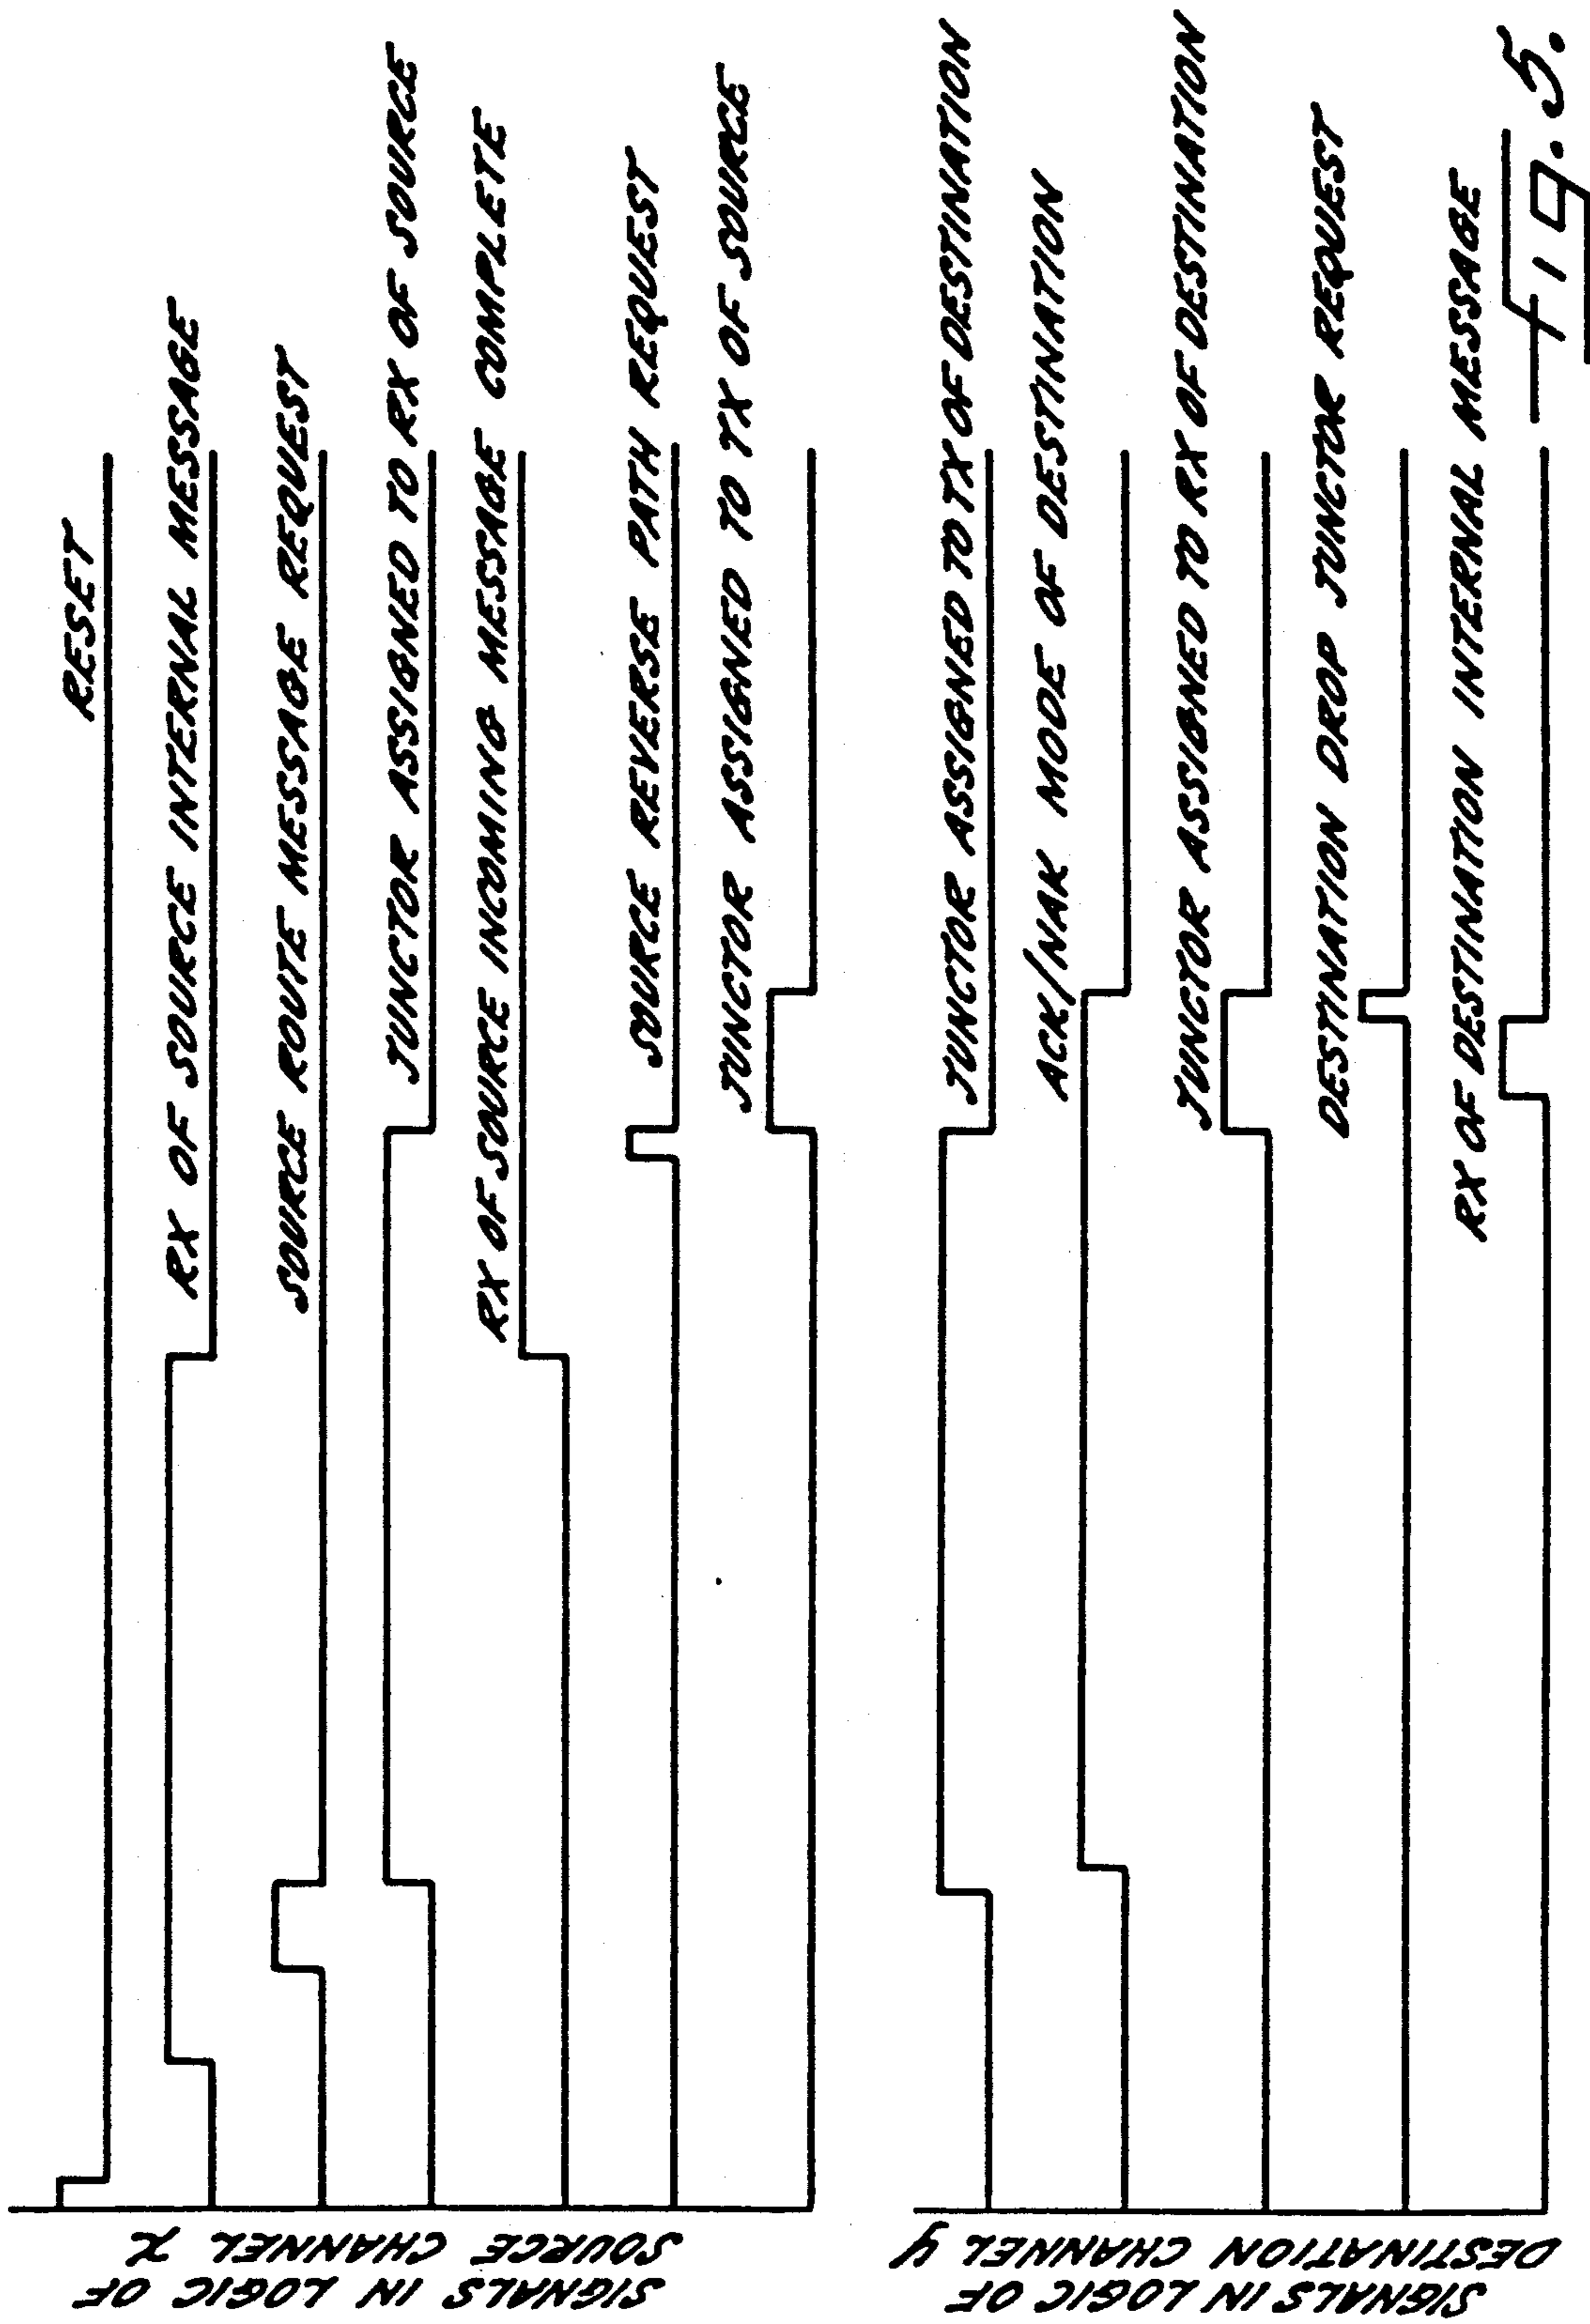 SIGNALS IN LOGIC OF
SOURCE CHANNEL X
RESET
RX OF SOURCE INTERNAL MESSAGE
SOURCE ROUTE MESSAGE REQUEST
JUNCTOR ASSIGNED TO RX OF SOURCE
RX OF SOURCE INCOMING MESSAGE COMPLETE
SOURCE REVERSE PATH REQUEST
JUNCTOR ASSIGNED TO TX OF SOURCE
SIGNALS IN LOGIC OF
DESTINATION CHANNEL Y
JUNCTOR ASSIGNED TO TX OF DESTINATION
ACK/NAK MODE OF DESTINATION
JUNCTOR ASSIGNED TO RX OF DESTINATION
DESTINATION DROP JUNCTOR REQUEST
RX OF DESTINATION INTERNAL MESSAGE
Fig. 5.